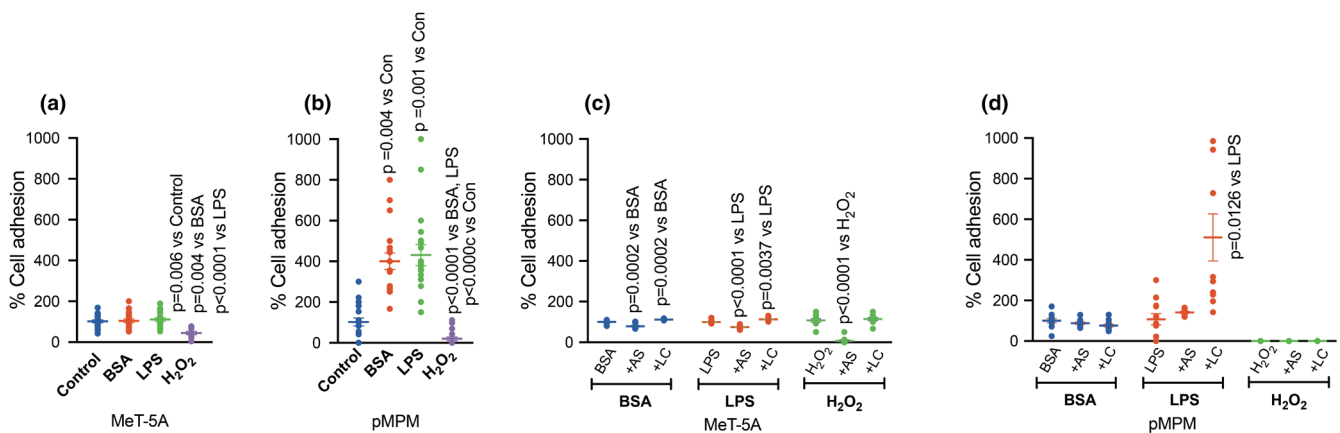 (a)
% Cell adhesion
1000
800
600
400
200
0
p=0.006 vs Control
p=0.004 vs BSA
p<0.0001 vs LPS
Control
BSA
LPS
H₂O₂
MeT-5A
(b)
% Cell adhesion
1000
800
600
400
200
0
p =0.004 vs Con
p =0.001 vs Con
p<0.0001 vs BSA, LPS
p<0.000c vs Con
Control
BSA
LPS
H₂O₂
pMPM
(c)
% Cell adhesion
1000
800
600
400
200
0
p=0.0002 vs BSA
p=0.0002 vs BSA
p<0.0001 vs LPS
p=0.0037 vs LPS
p<0.0001 vs H₂O₂
BSA
+AS
+LC
LPS
+AS
+LC
H₂O₂
+AS
+LC
BSA
LPS
H₂O₂
MeT-5A
(d)
% Cell adhesion
1000
800
600
400
200
0
p=0.0126 vs LPS
BSA
+AS
+LC
LPS
+AS
+LC
H₂O₂
+AS
+LC
BSA
LPS
H₂O₂
pMPM